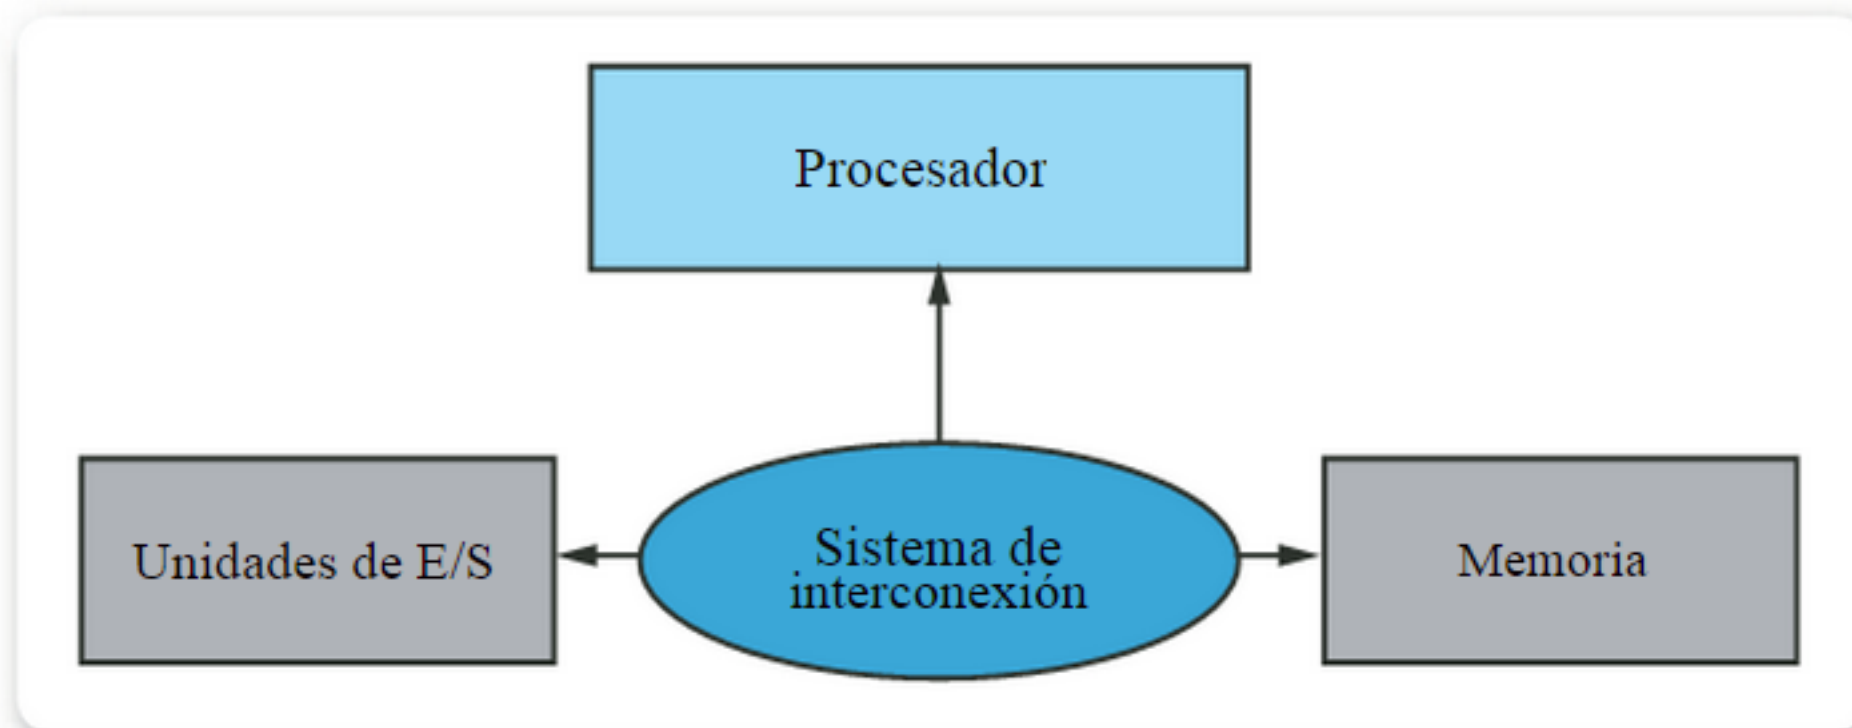 Procesador
Unidades de E/S
Sistema de
interconexión
Memoria